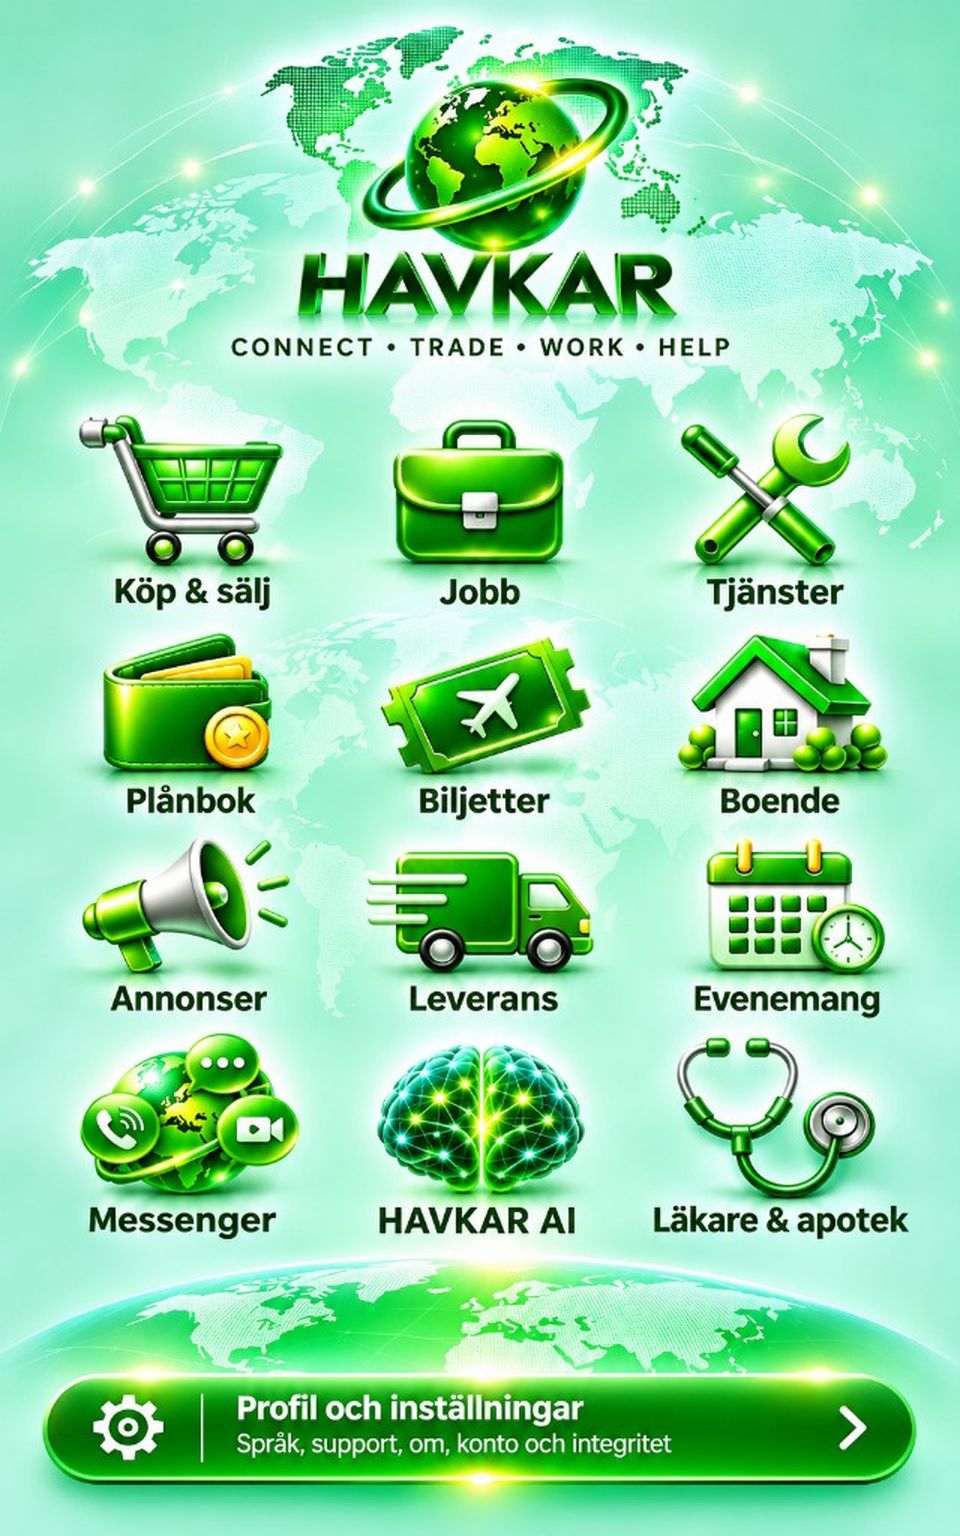 HAVKAR
CONNECT • TRADE • WORK • HELP
Köp & sälj
Jobb
Tjänster
Plånbok
Biljetter
Boende
Annonser
Leverans
Evenemang
Messenger
HAVKAR AI
Läkare & apotek
Profil och inställningar
Språk, support, om, konto och integritet